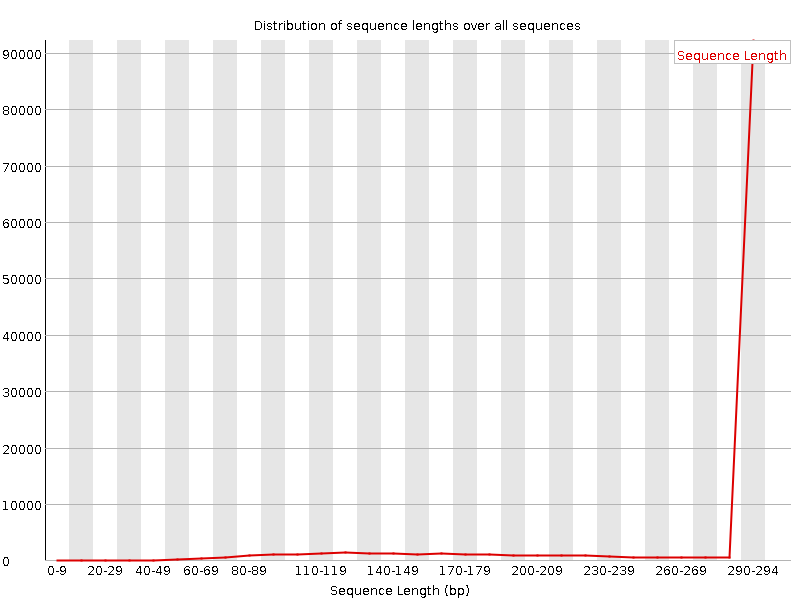 Distribution of sequence lengths over all sequences
Sequence Length
90000
80000
70000
60000
50000
40000
30000
20000
10000
0
0-9 20-29 40-49 60-69 80-89 110-119 140-149 170-179 200-209 230-239 260-269 290-294
Sequence Length (bp)